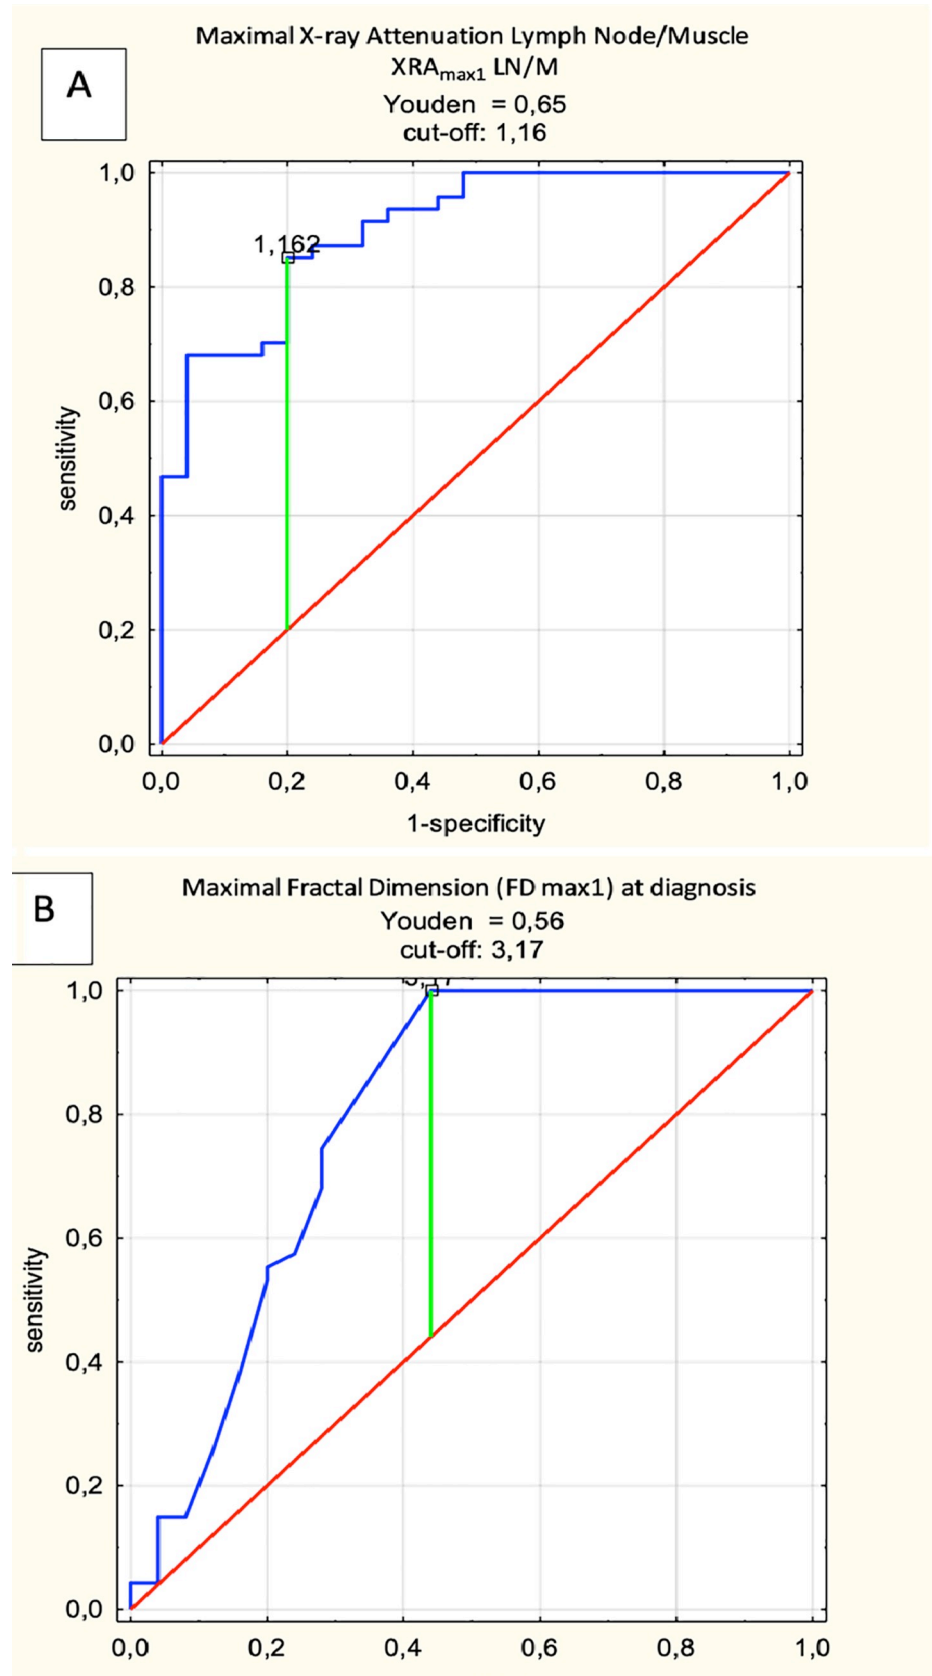 A
Maximal X-ray Attenuation Lymph Node/Muscle
XRAmax1 LN/M
Youden = 0,65
cut-off: 1,16
1,0
1,162
0,8
0,6
sensitivity
0,4
0,2
0,0
0,0 0,2 0,4 0,6 0,8 1,0
1-specificity
B
Maximal Fractal Dimension (FD max1) at diagnosis
Youden = 0,56
cut-off: 3,17
1,0
0,8
0,6
sensitivity
0,4
0,2
0,0
0,0 0,2 0,4 0,6 0,8 1,0